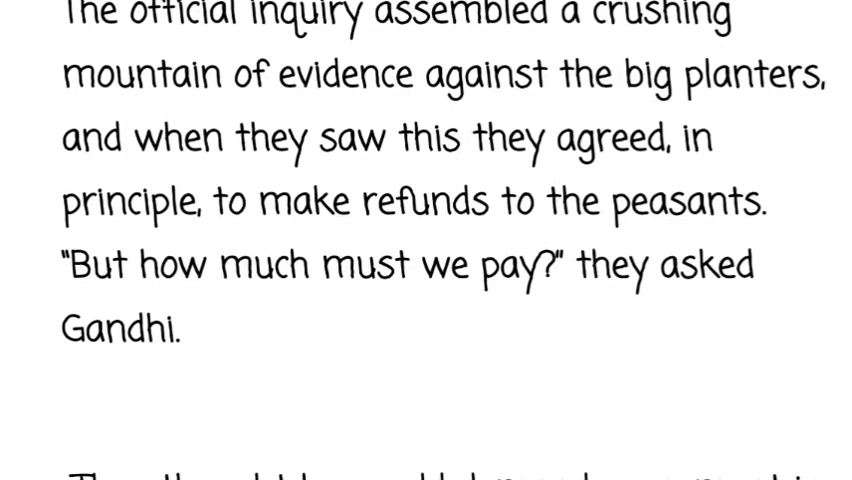 The official inquiry assembled a crushing
mountain of evidence against the big planters,
and when they saw this they agreed, in
principle, to make refunds to the peasants.
"But how much must we pay?" they asked
Gandhi.